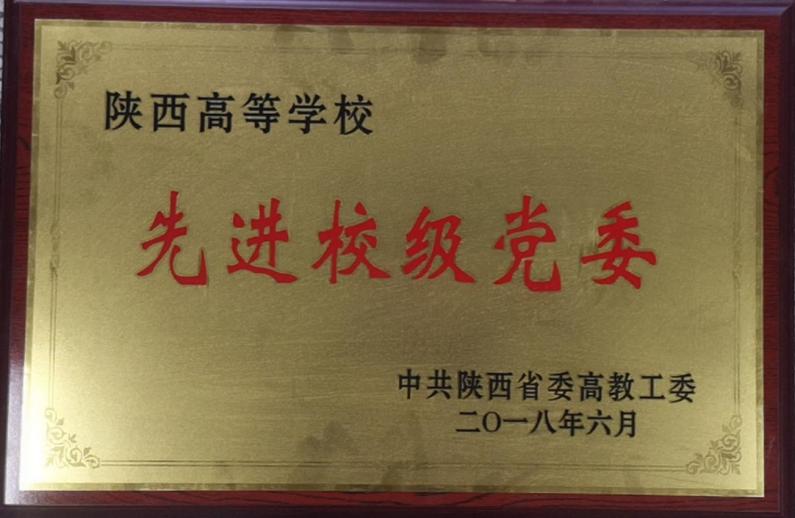 陕西高等学校
先进校级党委
中共陕西省委高教工委
二〇一八年六月